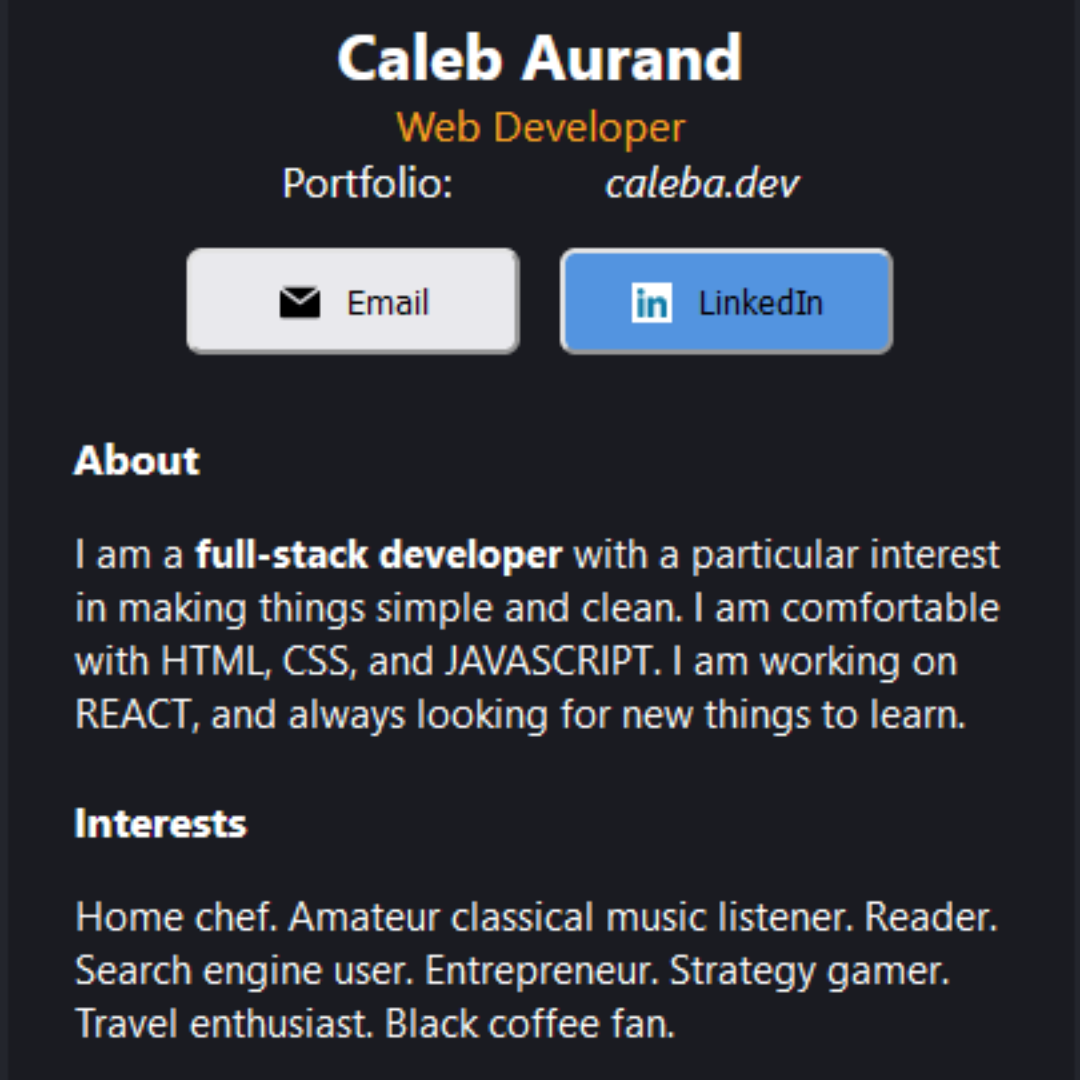 Caleb Aurand
Web Developer
Portfolio: caleba.dev
Email
in LinkedIn
About
I am a full-stack developer with a particular interest
in making things simple and clean. I am comfortable
with HTML, CSS, and JAVASCRIPT. I am working on
REACT, and always looking for new things to learn.
Interests
Home chef. Amateur classical music listener. Reader.
Search engine user. Entrepreneur. Strategy gamer.
Travel enthusiast. Black coffee fan.